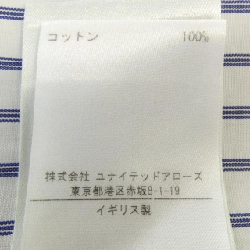 コットン 100%
株式会社 ユナイテッドアローズ
東京都港区赤坂8-1-19
イギリス製